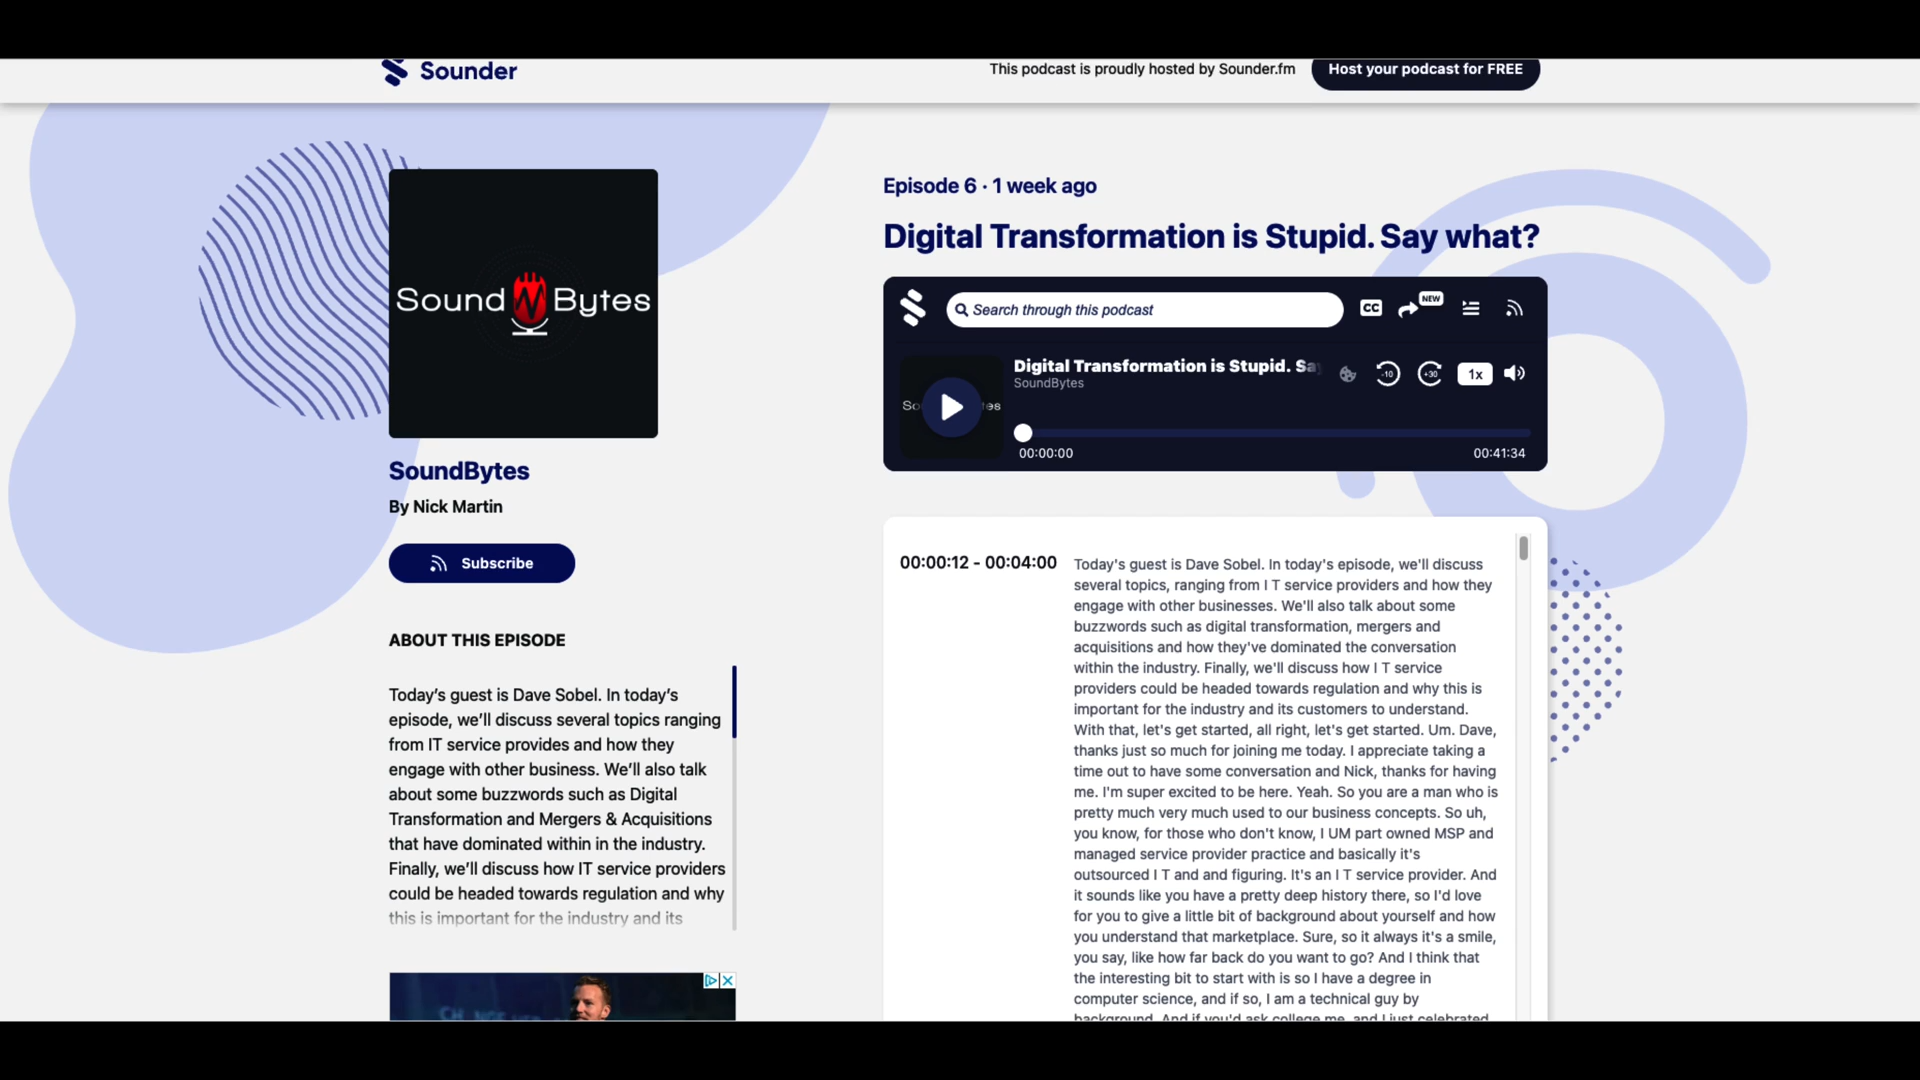 Sounder
This podcast is proudly hosted by Sounder.fm
Host your podcast for FREE
Sound Bytes
SoundBytes
By Nick Martin
Subscribe
ABOUT THIS EPISODE
Today’s guest is Dave Sobel. In today’s
episode, we’ll discuss several topics ranging
from IT service provides and how they
engage with other business. We’ll also talk
about some buzzwords such as Digital
Transformation and Mergers & Acquisitions
that have dominated within in the industry.
Finally, we’ll discuss how IT service providers
could be headed towards regulation and why
this is important for the industry and its
Episode 6 · 1 week ago
Digital Transformation is Stupid. Say what?
Search through this podcast
CC
NEW
Digital Transformation is Stupid. Sa
SoundBytes
-10
+30
1x
So
es
00:00:00
00:41:34
00:00:12 - 00:04:00
Today's guest is Dave Sobel. In today's episode, we'll discuss
several topics, ranging from I T service providers and how they
engage with other businesses. We'll also talk about some
buzzwords such as digital transformation, mergers and
acquisitions and how they've dominated the conversation
within the industry. Finally, we'll discuss how I T service
providers could be headed towards regulation and why this is
important for the industry and its customers to understand.
With that, let's get started, all right, let's get started. Um. Dave,
thanks just so much for joining me today. I appreciate taking a
time out to have some conversation and Nick, thanks for having
me. I'm super excited to be here. Yeah. So you are a man who is
pretty much very much used to our business concepts. So uh,
you know, for those who don't know, I UM part owned MSP and
managed service provider practice and basically it's
outsourced I T and and figuring. It's an I T service provider. And
it sounds like you have a pretty deep history there, so I'd love
for you to give a little bit of background about yourself and how
you understand that marketplace. Sure, so it always it's a smile,
you say, like how far back do you want to go? And I think that
the interesting bit to start with is so I have a degree in
computer science, and if so, I am a technical guy by
background. And if you'd ask college me, and I just celebrated